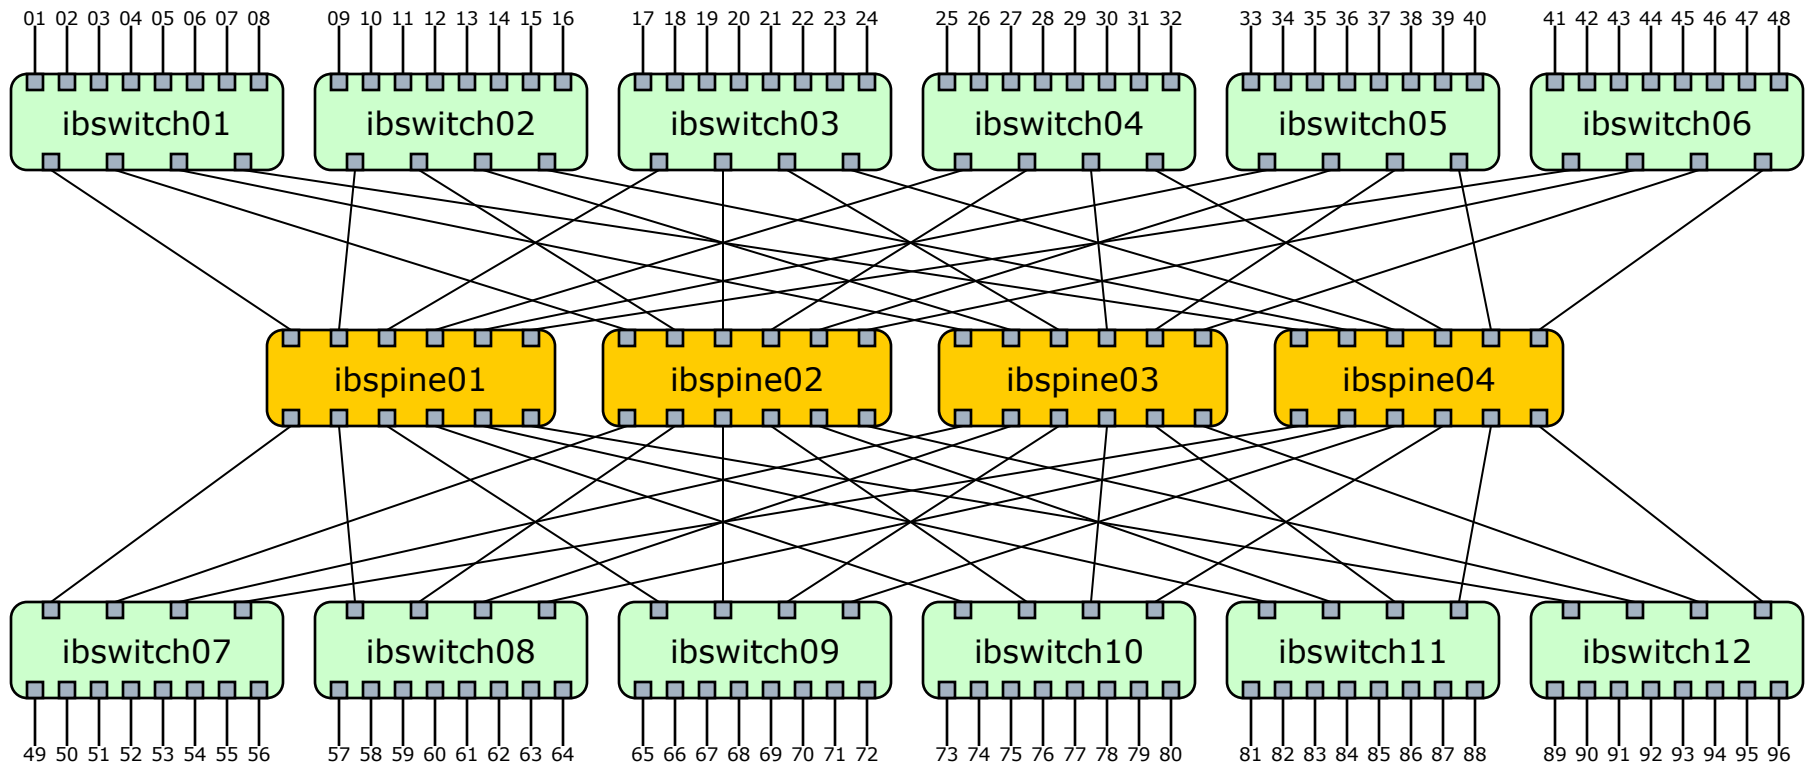 01 02 03 04 05 06 07 08 09 10 11 12 13 14 15 16 17 18 19 20 21 22 23 24 25 26 27 28 29 30 31 32 33 34 35 36 37 38 39 40 41 42 43 44 45 46 47 48
ibswitch01 ibswitch02 ibswitch03 ibswitch04 ibswitch05 ibswitch06
ibspine01 ibspine02 ibspine03 ibspine04
ibswitch07 ibswitch08 ibswitch09 ibswitch10 ibswitch11 ibswitch12
49 50 51 52 53 54 55 56 57 58 59 60 61 62 63 64 65 66 67 68 69 70 71 72 73 74 75 76 77 78 79 80 81 82 83 84 85 86 87 88 89 90 91 92 93 94 95 96